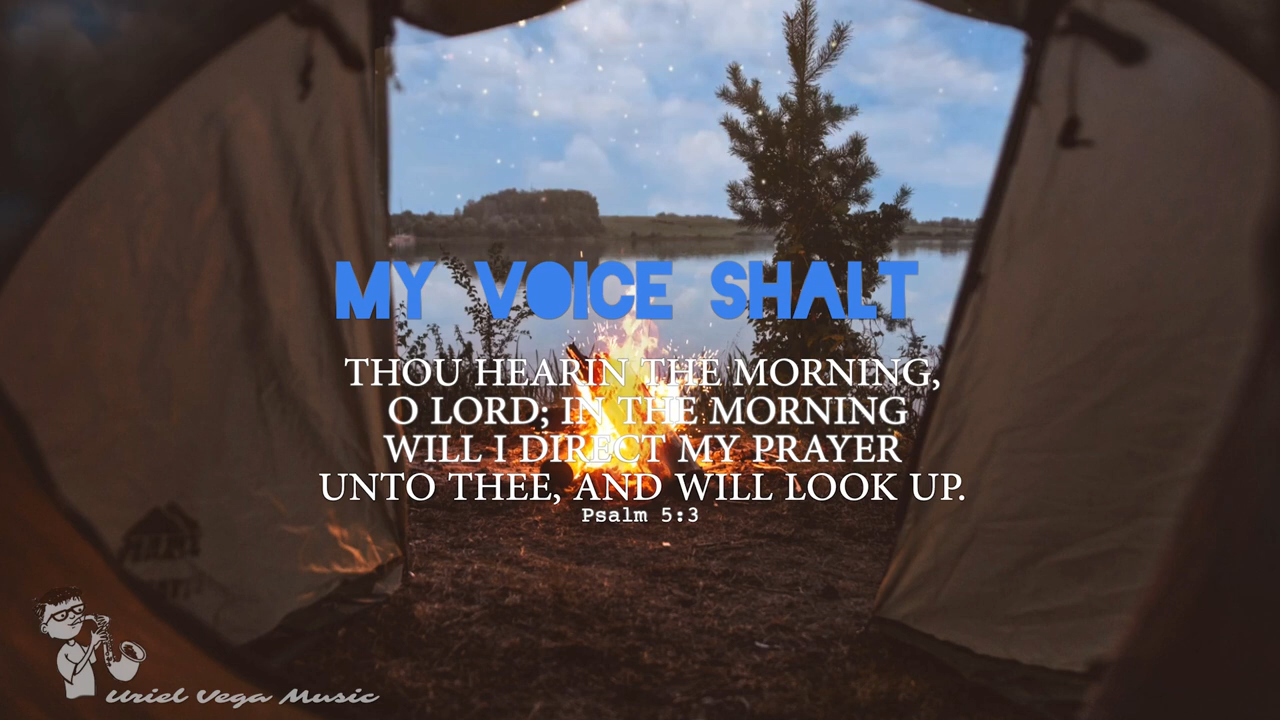 MY VOICE SHALT
THOU HEARIN THE MORNING,
O LORD; IN THE MORNING
WILL I DIRECT MY PRAYER
UNTO THEE, AND WILL LOOK UP.
Psalm 5:3
Uriel Vega Music